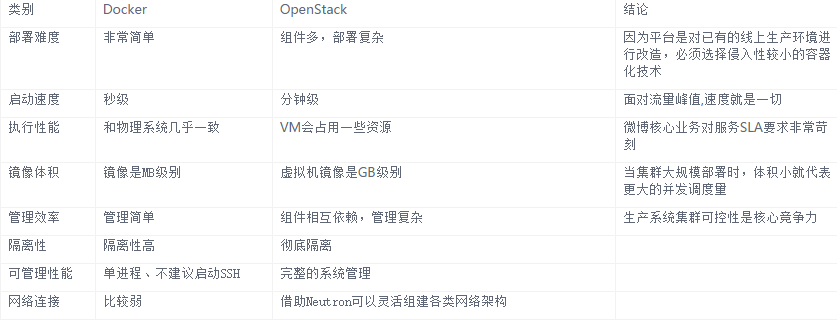 类别 Docker OpenStack 结论
部署难度 非常简单 组件多，部署复杂 因为平台是对已有的线上生产环境进
行改造，必须选择侵入性较小的容器
化技术
启动速度 秒级 分钟级 面对流量峰值,速度就是一切
执行性能 和物理系统几乎一致 VM会占用一些资源 微博核心业务对服务SLA要求非常苛
刻
镜像体积 镜像是MB级别 虚拟机镜像是GB级别 当集群大规模部署时，体积小就代表
更大的并发调度量
管理效率 管理简单 组件相互依赖，管理复杂 生产系统集群可控性是核心竞争力
隔离性 隔离性高 彻底隔离
可管理性能 单进程、不建议启动SSH 完整的系统管理
网络连接 比较弱 借助Neutron可以灵活组建各类网络架构